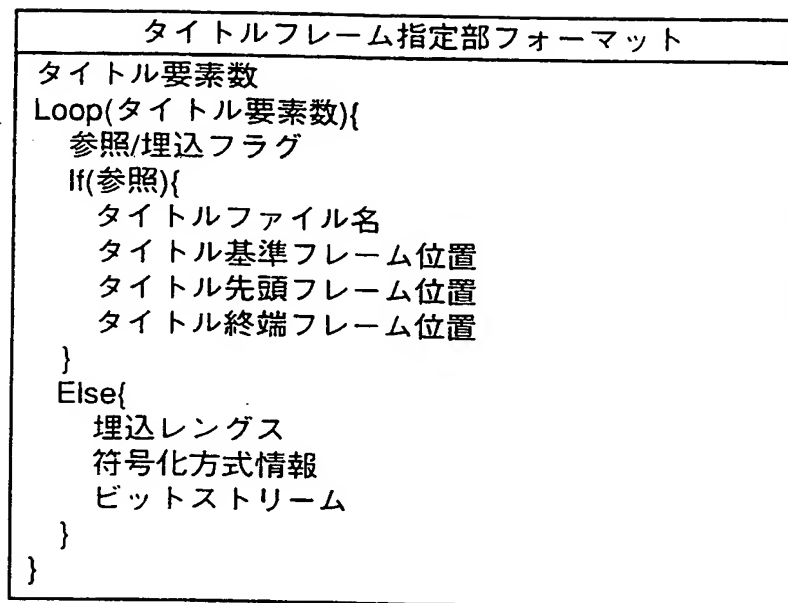 タイトルフレーム指定部フォーマット
タイトル要素数
Loop(タイトル要素数){
参照/埋込フラグ
If(参照){
タイトルファイル名
タイトル基準フレーム位置
タイトル先頭フレーム位置
タイトル終端フレーム位置
}
Else{
埋込レングス
符号化方式情報
ビットストリーム
}
}